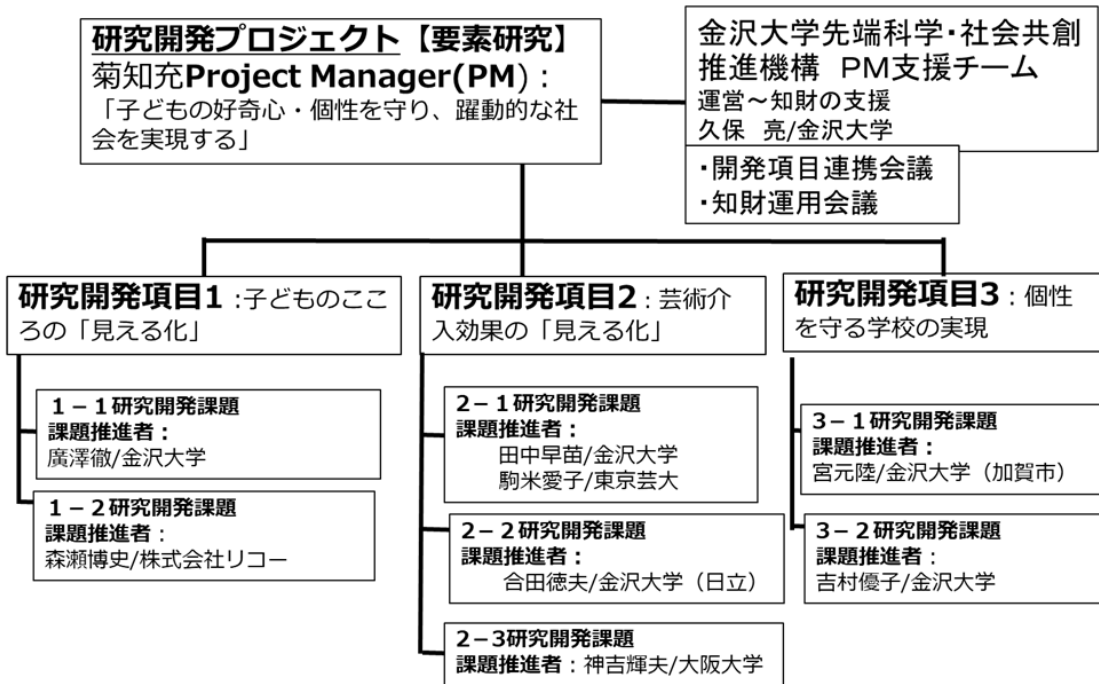 研究開発プロジェクト【要素研究】
菊知充Project Manager(PM)：
「子どもの好奇心・個性を守り、躍動的な社
会を実現する」
金沢大学先端科学・社会共創
推進機構 PM支援チーム
運営～知財の支援
久保 亮/金沢大学
・開発項目連携会議
・知財運用会議
研究開発項目1：子どものここ
ろの「見える化」
1－1研究開発課題
課題推進者：
廣澤徹/金沢大学
1－2研究開発課題
課題推進者：
森瀬博史/株式会社リコー
研究開発項目2：芸術介
入効果の「見える化」
2－1研究開発課題
課題推進者：
田中早苗/金沢大学
駒米愛子/東京芸大
2－2研究開発課題
課題推進者：
合田徳夫/金沢大学（日立）
2－3研究開発課題
課題推進者：神吉輝夫/大阪大学
研究開発項目3：個性
を守る学校の実現
3－1研究開発課題
課題推進者：
宮元陸/金沢大学（加賀市）
3－2研究開発課題
課題推進者：
吉村優子/金沢大学